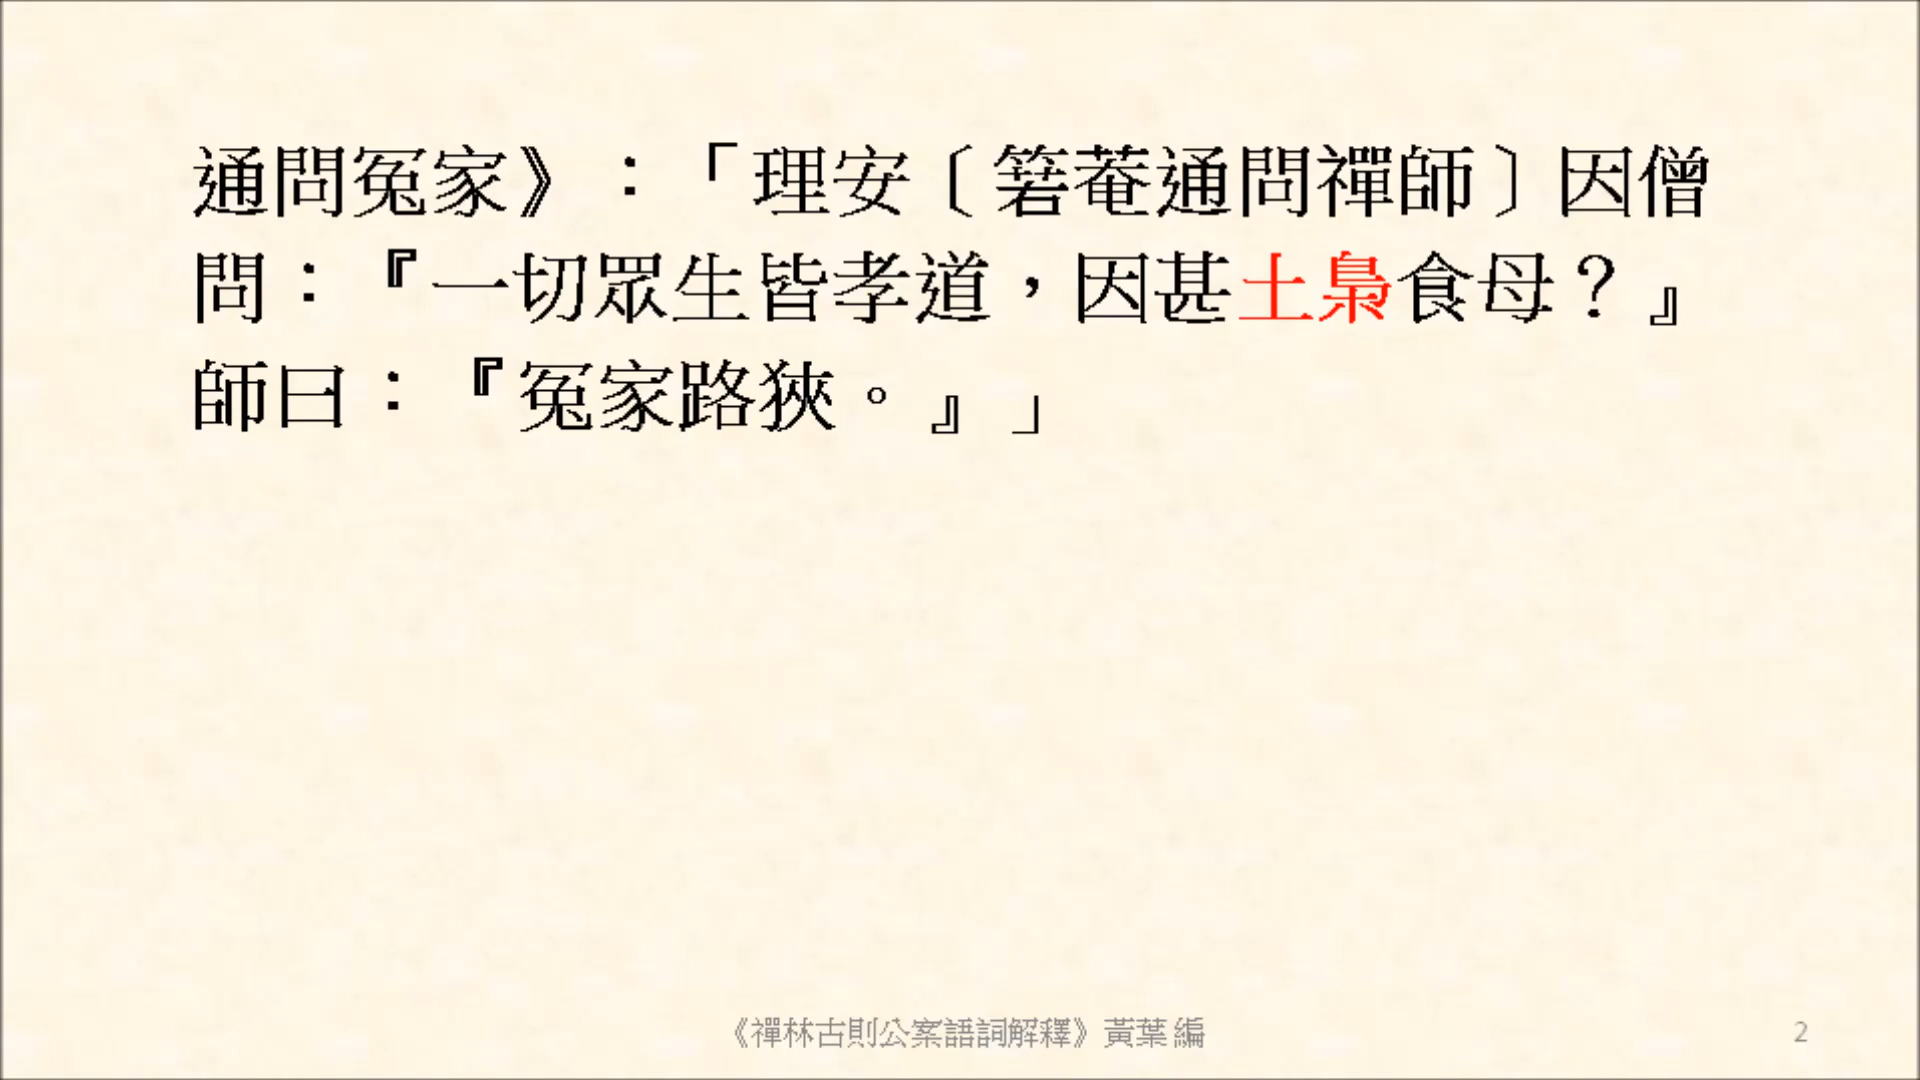 通問冤家》：「理安〔箬菴通問禪師〕因僧
問：『一切眾生皆孝道，因甚土梟食母？』
師曰：『冤家路狹。』」
《禪林古則公案語詞解釋》黃葉編
2